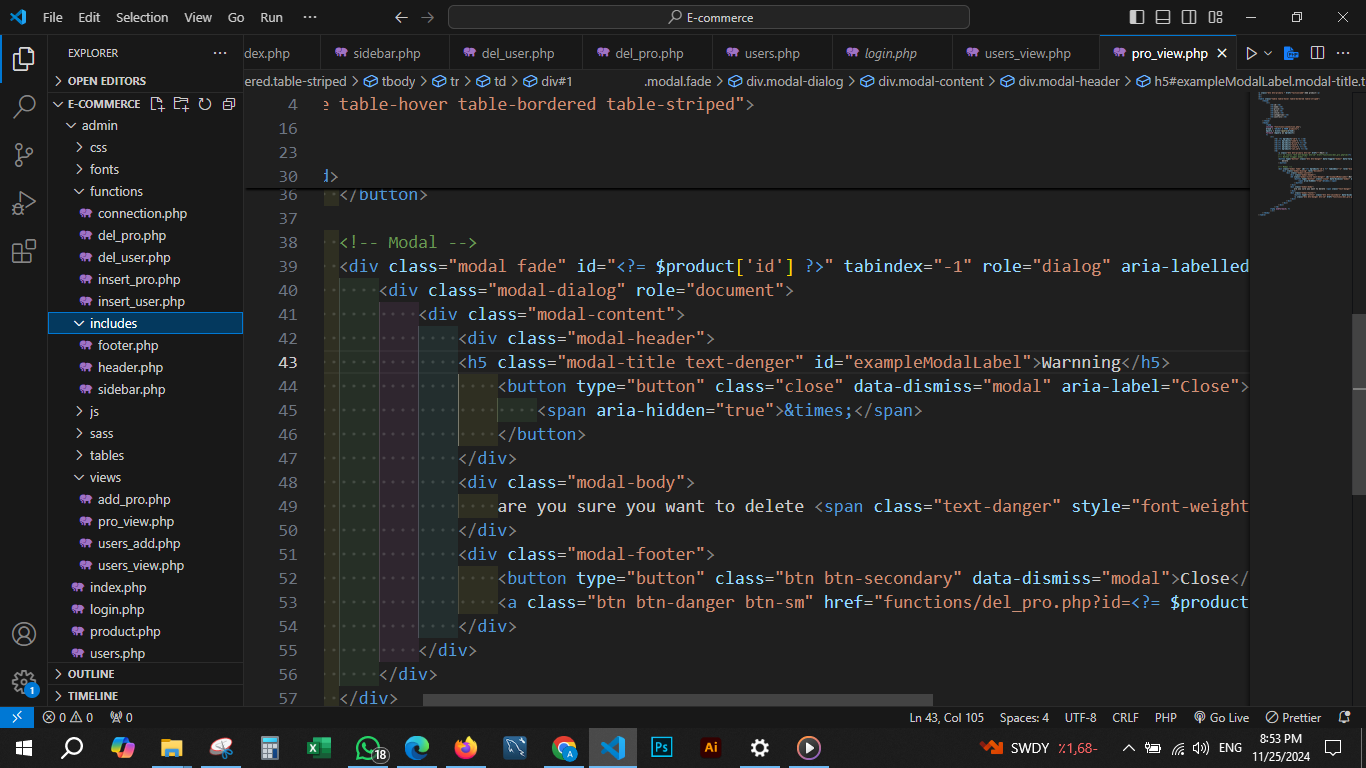 File Edit Selection View Go Run ··· E-commerce
EXPLORER ··· dex.php sidebar.php del_user.php del_pro.php users.php login.php users_view.php pro_view.php
OPEN EDITORS
ered.table-striped > tbody > tr > td > div#1 .modal.fade > div.modal-dialog > div.modal-content > div.modal-header > h5#exampleModalLabel.modal-title.t
E-COMMERCE
admin
css
fonts
functions
connection.php
del_pro.php
del_user.php
insert_pro.php
insert_user.php
includes
footer.php
header.php
sidebar.php
js
sass
tables
views
add_pro.php
pro_view.php
users_add.php
users_view.php
index.php
login.php
product.php
users.php
OUTLINE
TIMELINE
4 e table-hover table-bordered table-striped">
16
23
30 d>
36 </button>
37
38 <!-- Modal -->
39 <div class="modal fade" id="<?= $product['id'] ?>" tabindex="-1" role="dialog" aria-labelled
40 <div class="modal-dialog" role="document">
41 <div class="modal-content">
42 <div class="modal-header">
43 <h5 class="modal-title text-denger" id="exampleModalLabel">Warnning</h5>
44 <button type="button" class="close" data-dismiss="modal" aria-label="Close">
45 <span aria-hidden="true">&times;</span>
46 </button>
47 </div>
48 <div class="modal-body">
49 are you sure you want to delete <span class="text-danger" style="font-weight
50 </div>
51 <div class="modal-footer">
52 <button type="button" class="btn btn-secondary" data-dismiss="modal">Close</
53 <a class="btn btn-danger btn-sm" href="functions/del_pro.php?id=<?= $product
54 </div>
55 </div>
56 </div>
57 </div>
1
0 0 0 Ln 43, Col 105 Spaces: 4 UTF-8 CRLF PHP Go Live Prettier
18 A Ps Ai SWDY ٪1,68- ENG 8:53 PM
11/25/2024